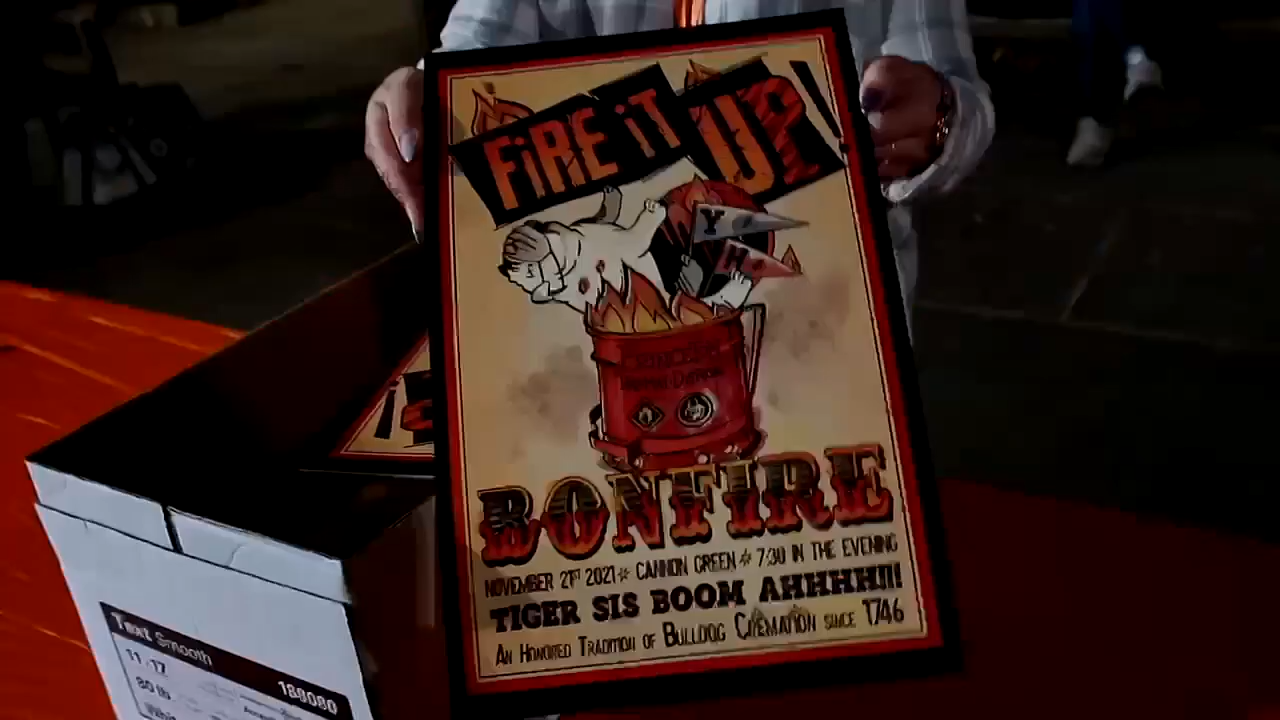 FiRE iT UP!
Y
H
BONFIRE
NOVEMBER 21ST 2021 * CANNON GREEN * 7:30 IN THE EVENING
TIGER SIS BOOM AHHHH!!!
AN HONORED TRADITION OF BULLDOG CREMATION SINCE 1746
Text Smooth
11 17
189080
80 lb